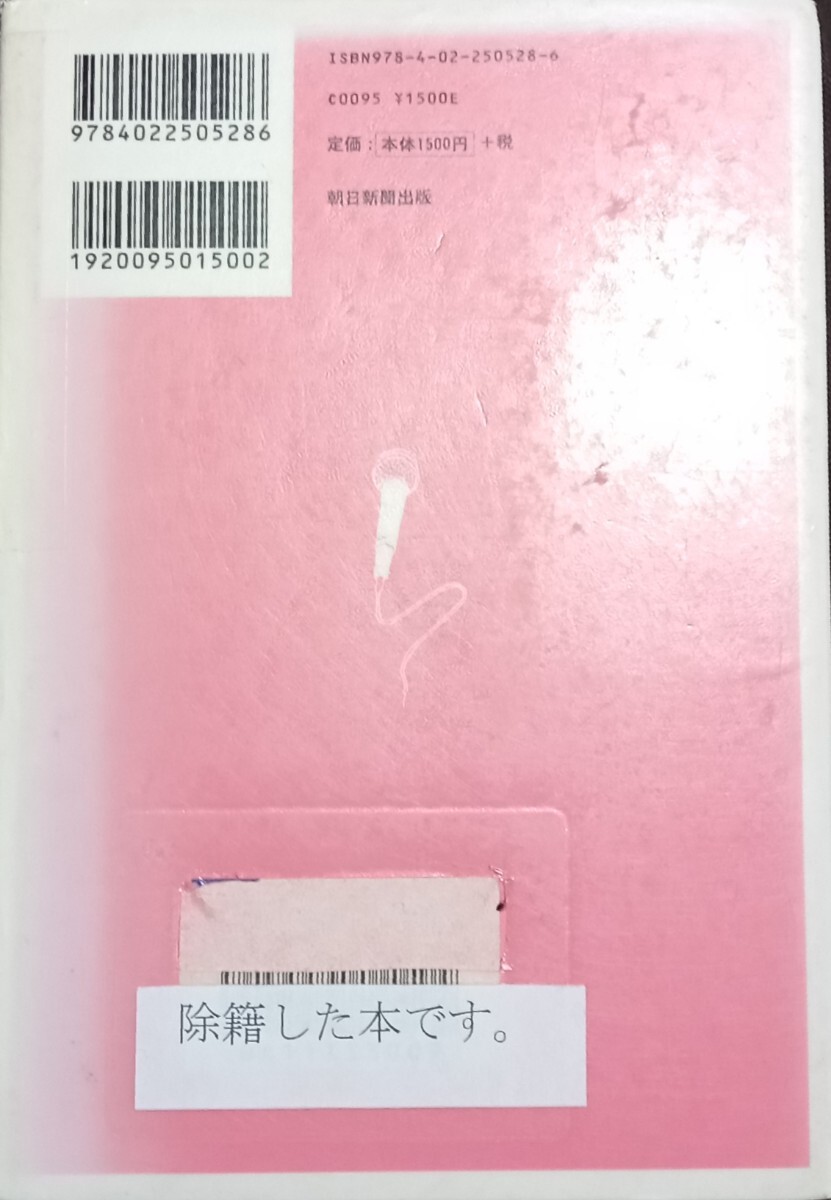 9784022505286
1920095015002
ISBN978-4-02-250528-6
C0095 ¥1500E
定価：本体1500円 +税
朝日新聞出版
除籍した本です。